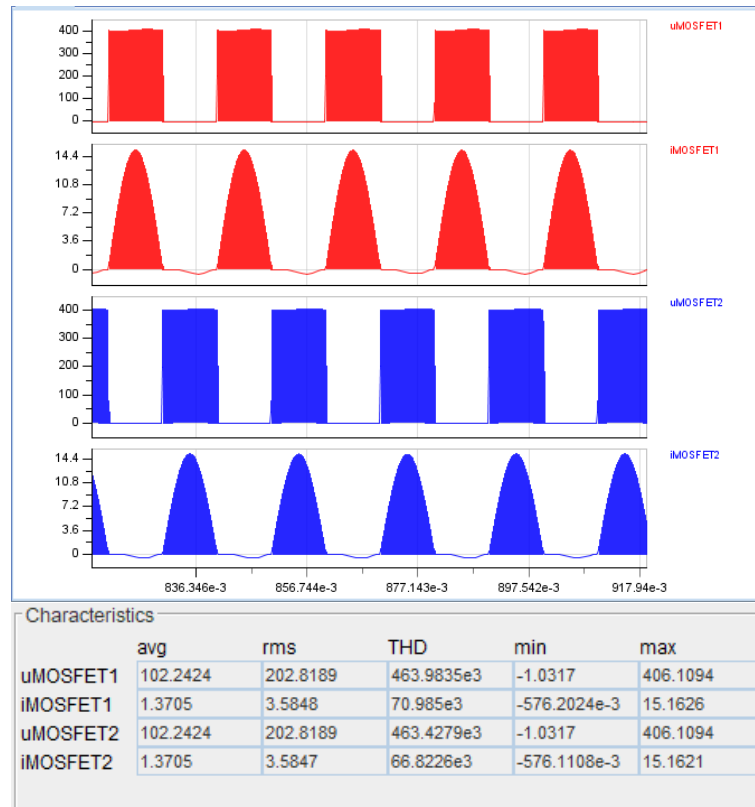 uMOSFET1
400
300
200
100
0
iMOSFET1
14.4
10.8
7.2
3.6
0
uMOSFET2
400
300
200
100
0
iMOSFET2
14.4
10.8
7.2
3.6
0
836.346e-3 856.744e-3 877.143e-3 897.542e-3 917.94e-3
Characteristics
avg rms THD min max
uMOSFET1 102.2424 202.8189 463.9835e3 -1.0317 406.1094
iMOSFET1 1.3705 3.5848 70.985e3 -576.2024e-3 15.1626
uMOSFET2 102.2424 202.8189 463.4279e3 -1.0317 406.1094
iMOSFET2 1.3705 3.5847 66.8226e3 -576.1108e-3 15.1621